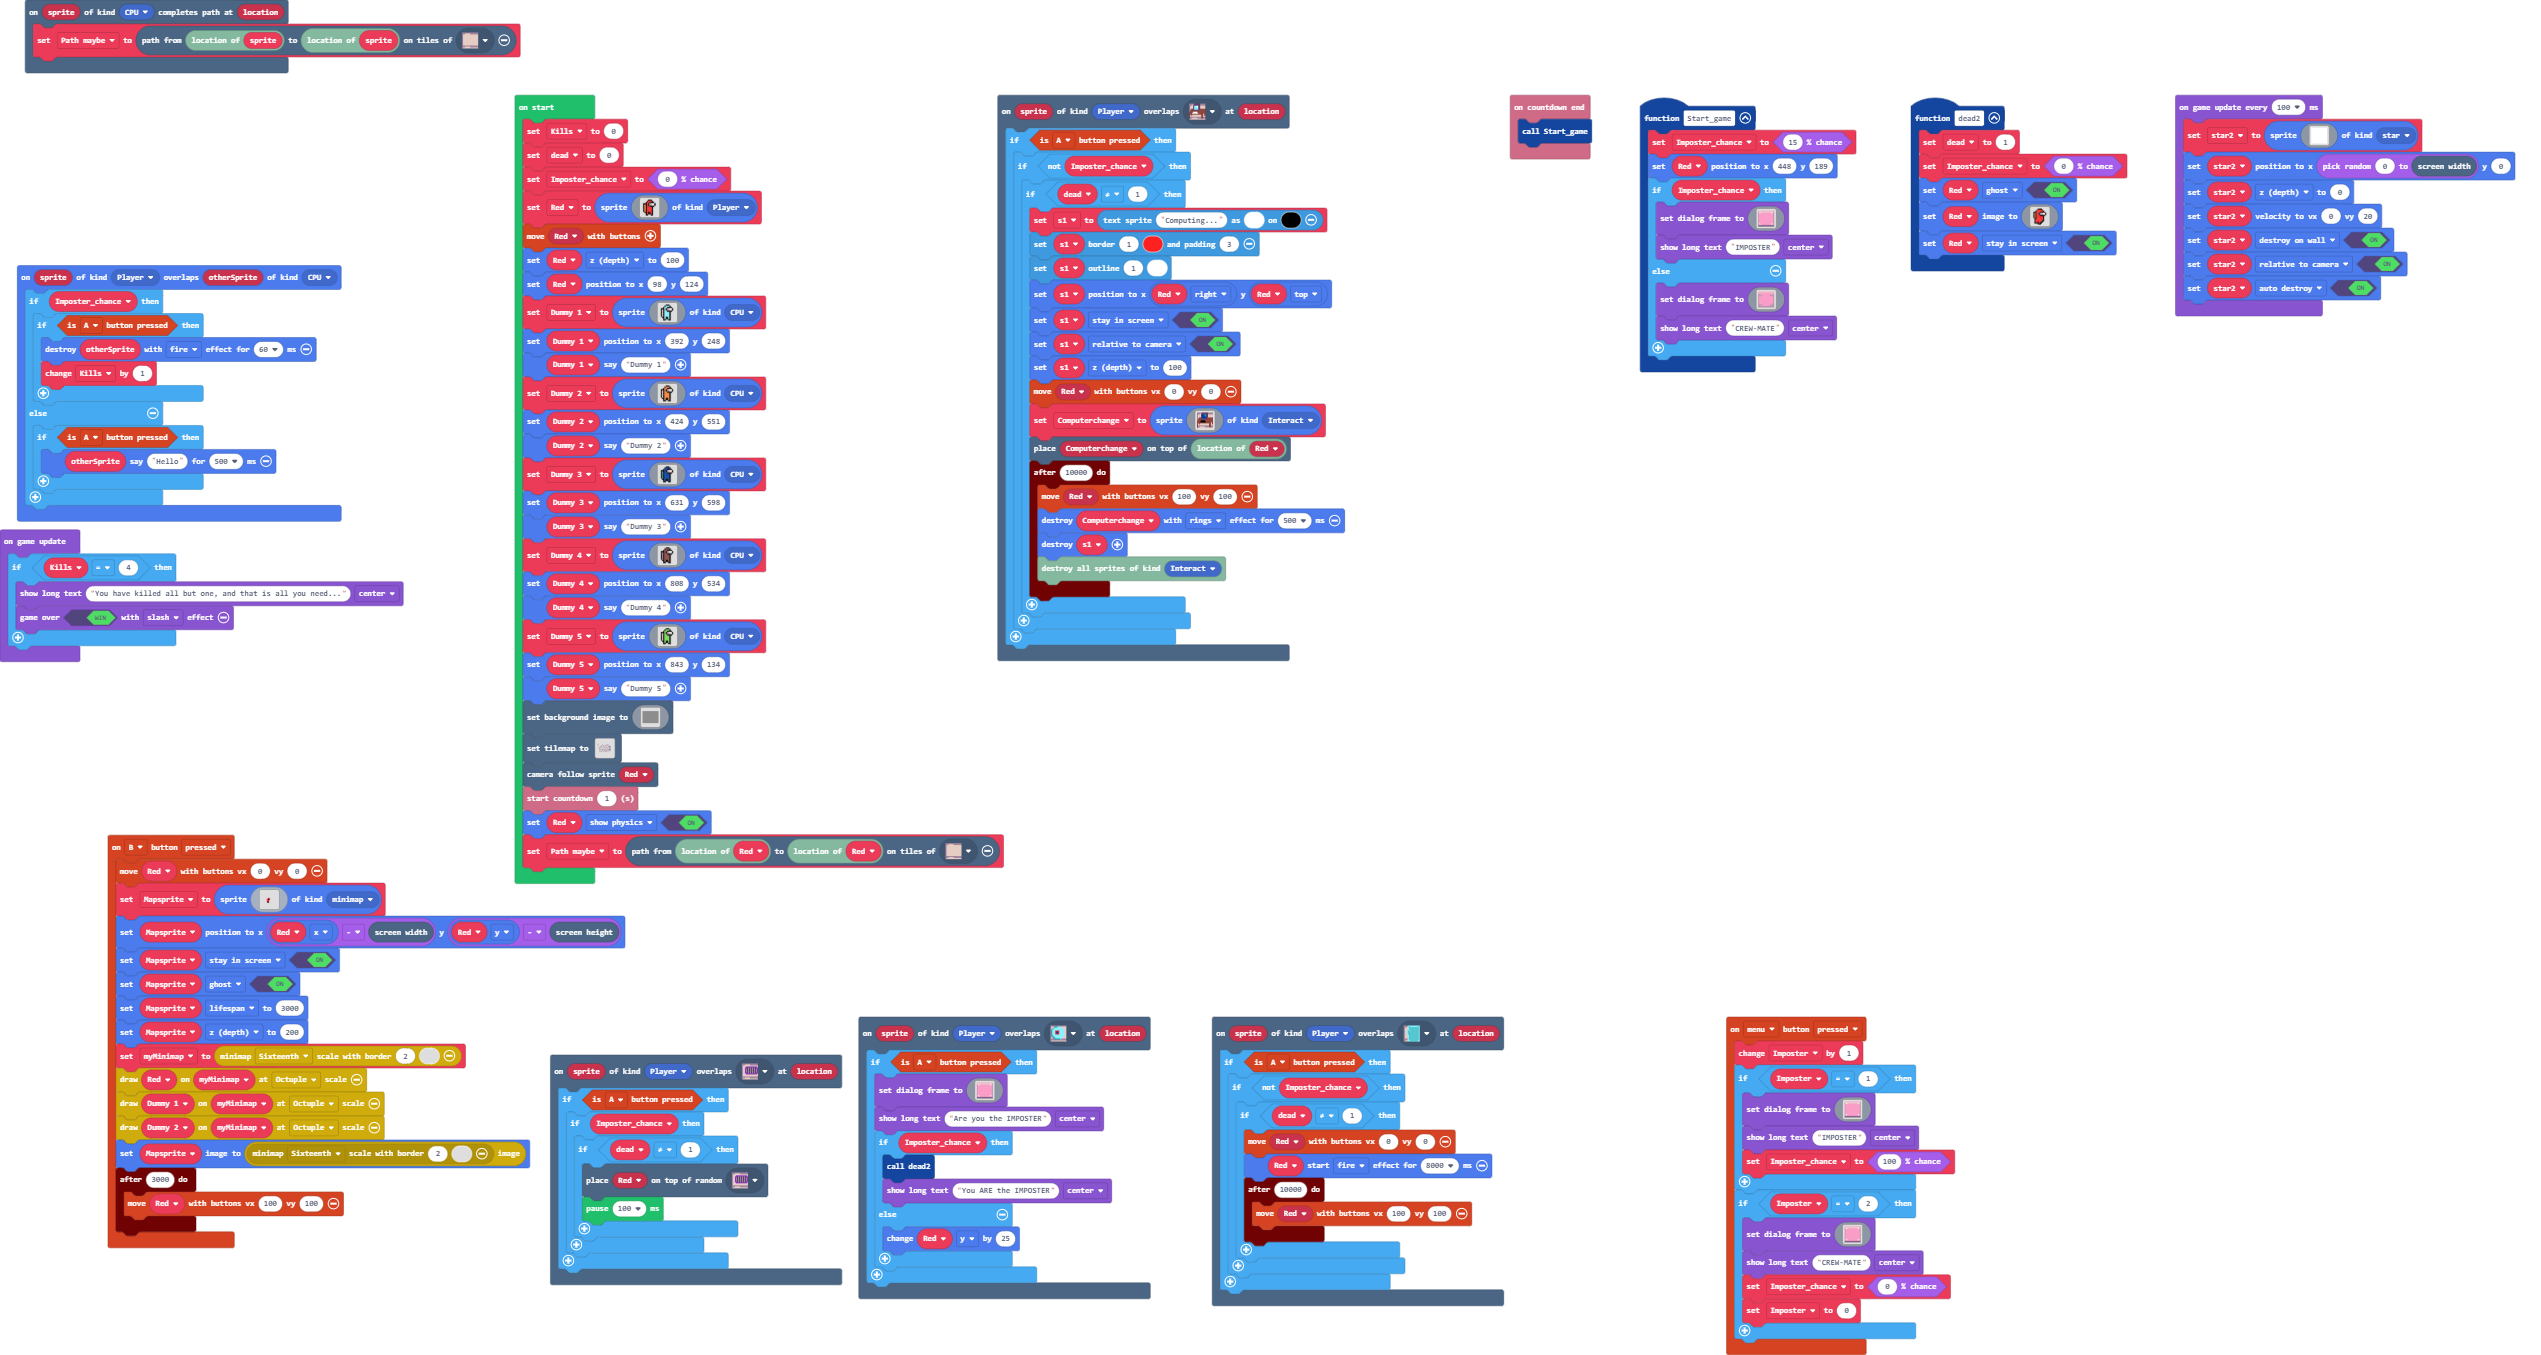 on sprite of kind CPU completes path at location
set Path maybe to path from location of sprite to location of sprite on tiles of
on sprite of kind Player overlaps otherSprite of kind CPU
if Imposter_chance then
if is A button pressed then
destroy otherSprite with fire effect for 60 ms
change Kills by 1
else
if is A button pressed then
otherSprite say "Hello" for 500 ms
on game update
if Kills = 4 then
show long text "You have killed all but one, and that is all you need..." center
game over WIN with slash effect
on start
set Kills to 0
set dead to 0
set Imposter_chance to 0 % chance
set Red to sprite of kind Player
move Red with buttons
set Red z (depth) to 100
set Red position to x 98 y 124
set Dummy 1 to sprite of kind CPU
set Dummy 1 position to x 392 y 248
Dummy 1 say "Dummy 1"
set Dummy 2 to sprite of kind CPU
set Dummy 2 position to x 424 y 551
Dummy 2 say "Dummy 2"
set Dummy 3 to sprite of kind CPU
set Dummy 3 position to x 631 y 598
Dummy 3 say "Dummy 3"
set Dummy 4 to sprite of kind CPU
set Dummy 4 position to x 808 y 534
Dummy 4 say "Dummy 4"
set Dummy 5 to sprite of kind CPU
set Dummy 5 position to x 843 y 134
Dummy 5 say "Dummy 5"
set background image to
set tilemap to
camera follow sprite Red
start countdown 1 (s)
set Red show physics ON
set Path maybe to path from location of Red to location of Red on tiles of
on sprite of kind Player overlaps at location
if is A button pressed then
if not Imposter_chance then
if dead ≠ 1 then
set s1 to text sprite "Computing..." as on
set s1 border 1 and padding 3
set s1 outline 1
set s1 position to x Red right y Red top
set s1 stay in screen ON
set s1 relative to camera ON
set s1 z (depth) to 100
move Red with buttons vx 0 vy 0
set Computerchange to sprite of kind Interact
place Computerchange on top of location of Red
after 10000 do
move Red with buttons vx 100 vy 100
destroy Computerchange with rings effect for 500 ms
destroy s1
destroy all sprites of kind Interact
on countdown end
call Start_game
function Start_game
set Imposter_chance to 15 % chance
set Red position to x 448 y 189
if Imposter_chance then
set dialog frame to
show long text "IMPOSTER" center
else
set dialog frame to
show long text "CREW-MATE" center
function dead2
set dead to 1
set Imposter_chance to 0 % chance
set Red ghost ON
set Red image to
set Red stay in screen ON
on game update every 100 ms
set star2 to sprite of kind star
set star2 position to x pick random 0 to screen width y 0
set star2 z (depth) to 0
set star2 velocity to vx 0 vy 20
set star2 destroy on wall ON
set star2 relative to camera ON
set star2 auto destroy ON
on B button pressed
move Red with buttons vx 0 vy 0
set Mapsprite to sprite of kind minimap
set Mapsprite position to x Red x - screen width y Red y - screen height
set Mapsprite stay in screen ON
set Mapsprite ghost ON
set Mapsprite lifespan to 3000
set Mapsprite z (depth) to 200
set myMinimap to minimap Sixteenth scale with border 2
draw Red on myMinimap at Octuple scale
draw Dummy 1 on myMinimap at Octuple scale
draw Dummy 2 on myMinimap at Octuple scale
set Mapsprite image to minimap Sixteenth scale with border 2 image
after 3000 do
move Red with buttons vx 100 vy 100
on sprite of kind Player overlaps at location
if is A button pressed then
if Imposter_chance then
if dead ≠ 1 then
place Red on top of random
pause 100 ms
on sprite of kind Player overlaps at location
if is A button pressed then
set dialog frame to
show long text "Are you the IMPOSTER" center
if Imposter_chance then
call dead2
show long text "You ARE the IMPOSTER" center
else
change Red y by 25
on sprite of kind Player overlaps at location
if is A button pressed then
if not Imposter_chance then
if dead ≠ 1 then
move Red with buttons vx 0 vy 0
Red start fire effect for 8000 ms
after 10000 do
move Red with buttons vx 100 vy 100
on menu button pressed
change Imposter by 1
if Imposter = 1 then
set dialog frame to
show long text "IMPOSTER" center
set Imposter_chance to 100 % chance
if Imposter = 2 then
set dialog frame to
show long text "CREW-MATE" center
set Imposter_chance to 0 % chance
set Imposter to 0